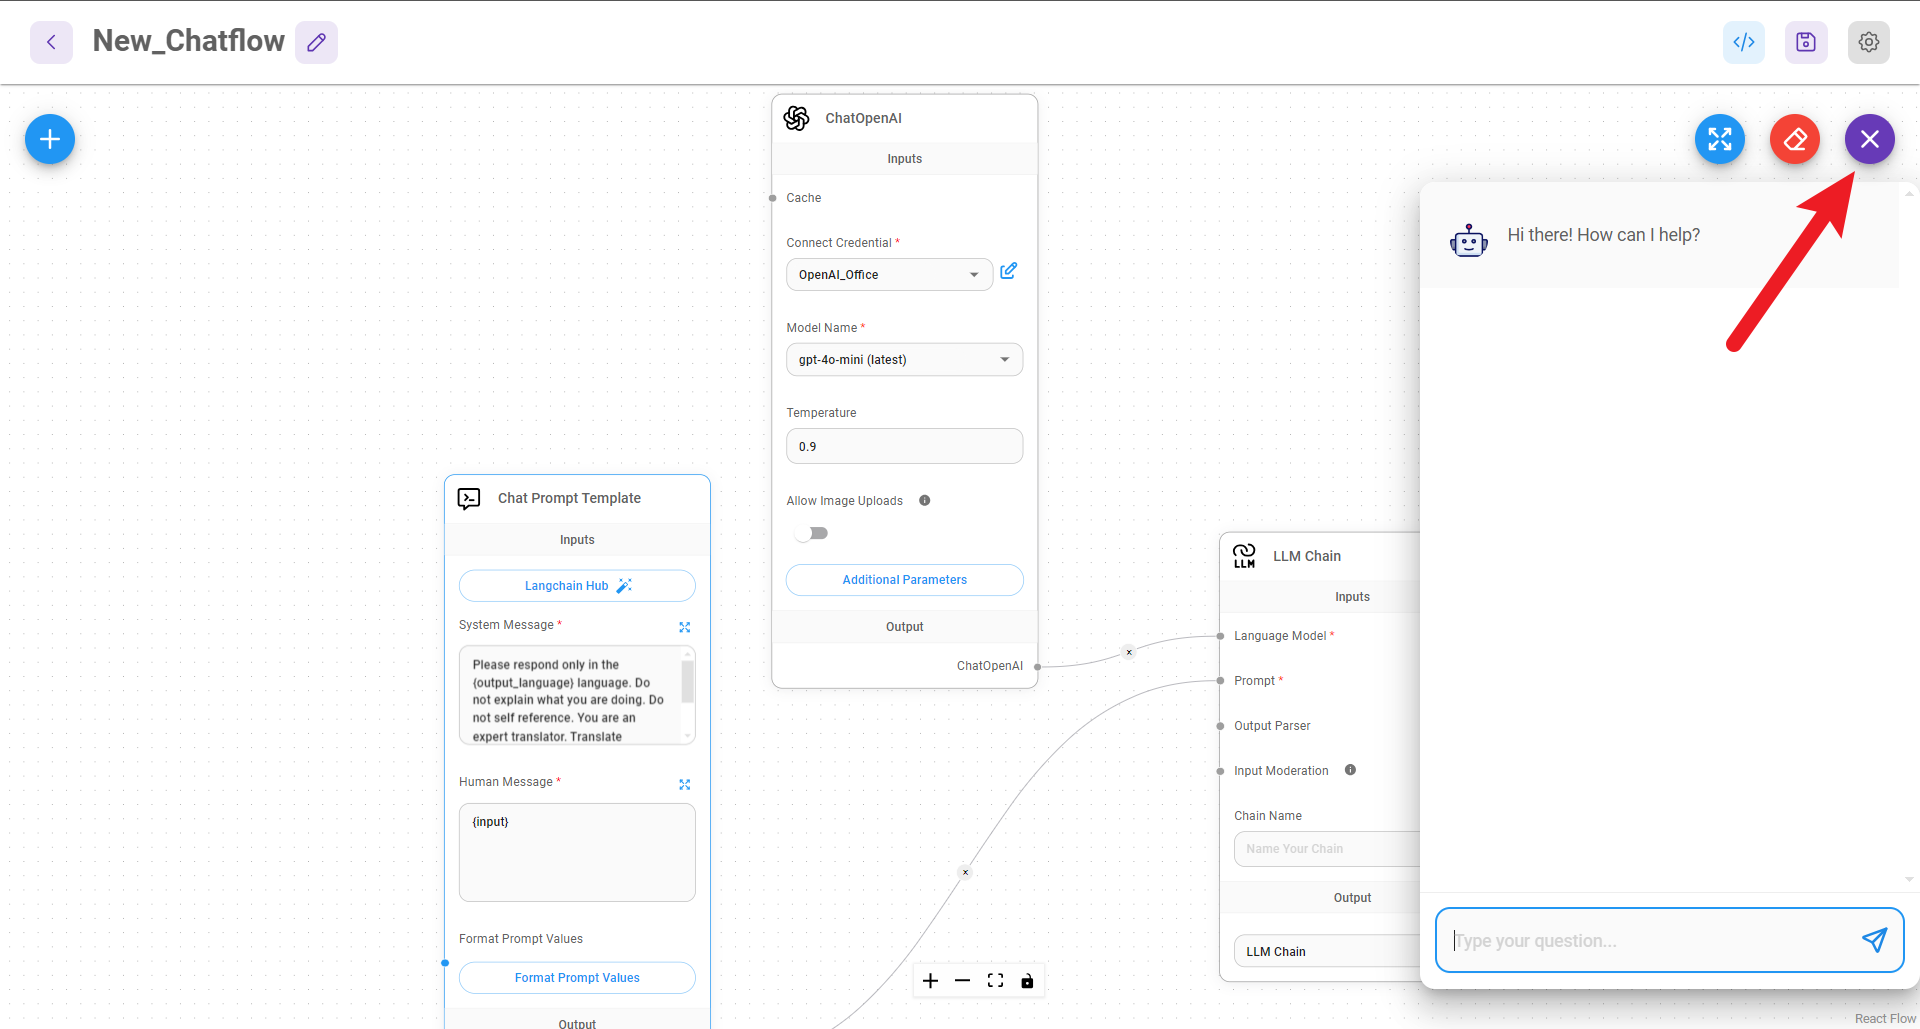 New_Chatflow
ChatOpenAI
Inputs
Cache
Connect Credential *
OpenAI_Office
Model Name *
gpt-4o-mini (latest)
Temperature
0.9
Allow Image Uploads
Additional Parameters
Output
ChatOpenAI
Chat Prompt Template
Inputs
Langchain Hub
System Message *
Please respond only in the
{output_language} language. Do
not explain what you are doing. Do
not self reference. You are an
expert translator. Translate
Human Message *
{input}
Format Prompt Values
Format Prompt Values
Output
LLM
LLM Chain
Inputs
Language Model *
Prompt *
Output Parser
Input Moderation
Chain Name
Name Your Chain
Output
LLM Chain
Hi there! How can I help?
Type your question...
React Flow